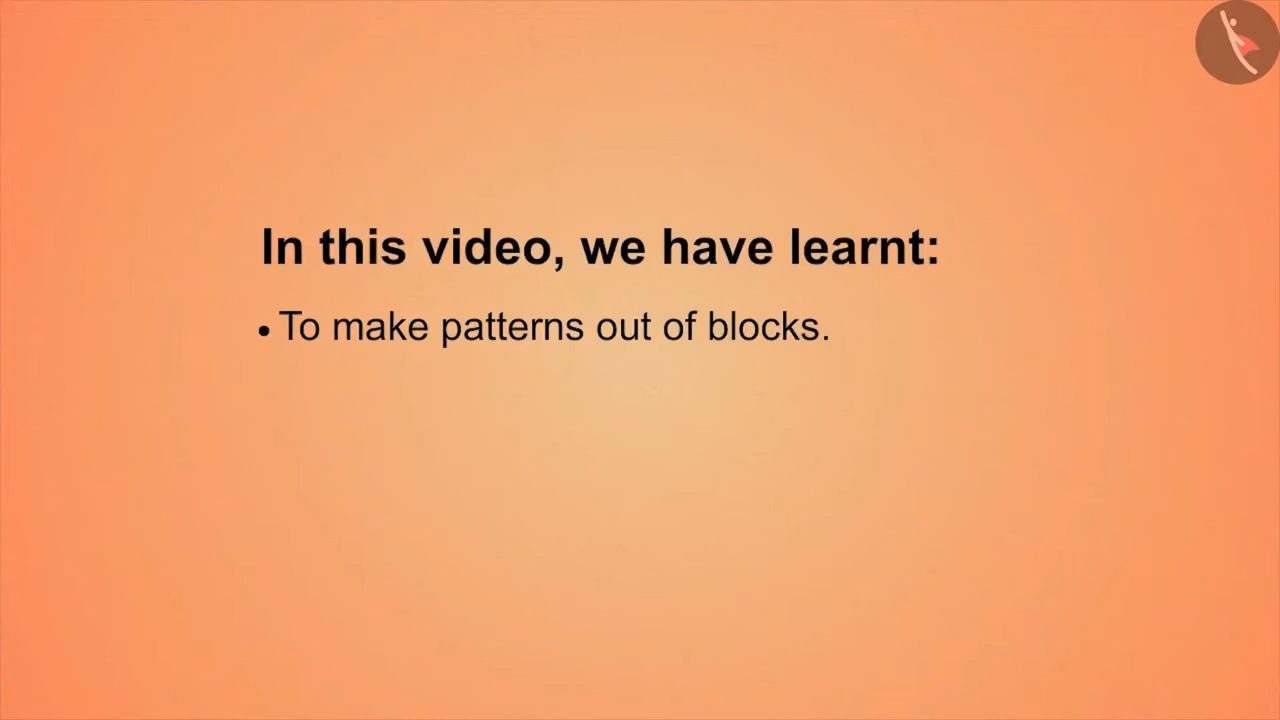 In this video, we have learnt:
• To make patterns out of blocks.